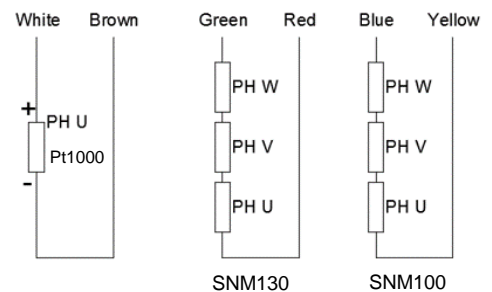 White Brown Green Red Blue Yellow
+
PH U
Pt1000
-
PH W
PH V
PH U
SNM130
PH W
PH V
PH U
SNM100